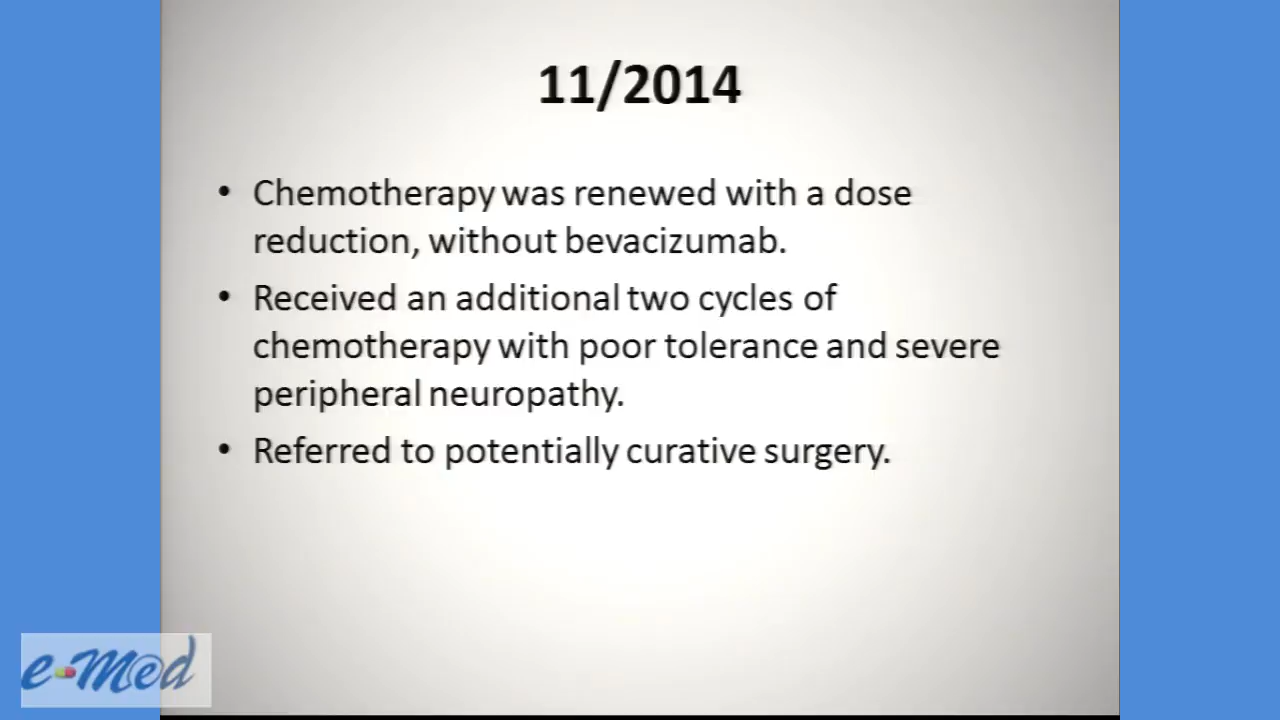 11/2014
• Chemotherapy was renewed with a dose
reduction, without bevacizumab.
• Received an additional two cycles of
chemotherapy with poor tolerance and severe
peripheral neuropathy.
• Referred to potentially curative surgery.
e-Med